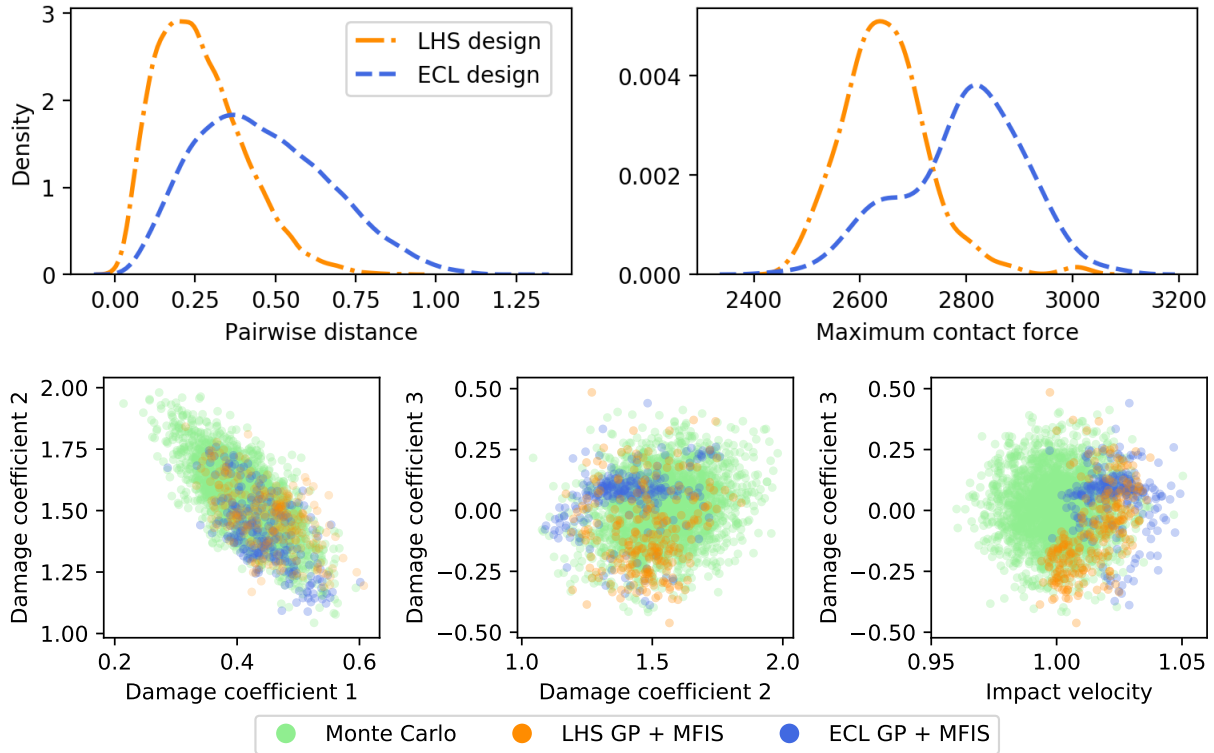 3
2
1
0
Density
LHS design
ECL design
0.00 0.25 0.50 0.75 1.00 1.25
Pairwise distance
0.004
0.002
0.000
2400 2600 2800 3000 3200
Maximum contact force
2.00
1.75
1.50
1.25
1.00
Damage coefficient 2
0.2 0.4 0.6
Damage coefficient 1
0.50
0.25
0.00
−0.25
−0.50
Damage coefficient 3
1.0 1.5 2.0
Damage coefficient 2
0.50
0.25
0.00
−0.25
−0.50
Damage coefficient 3
0.95 1.00 1.05
Impact velocity
Monte Carlo LHS GP + MFIS ECL GP + MFIS